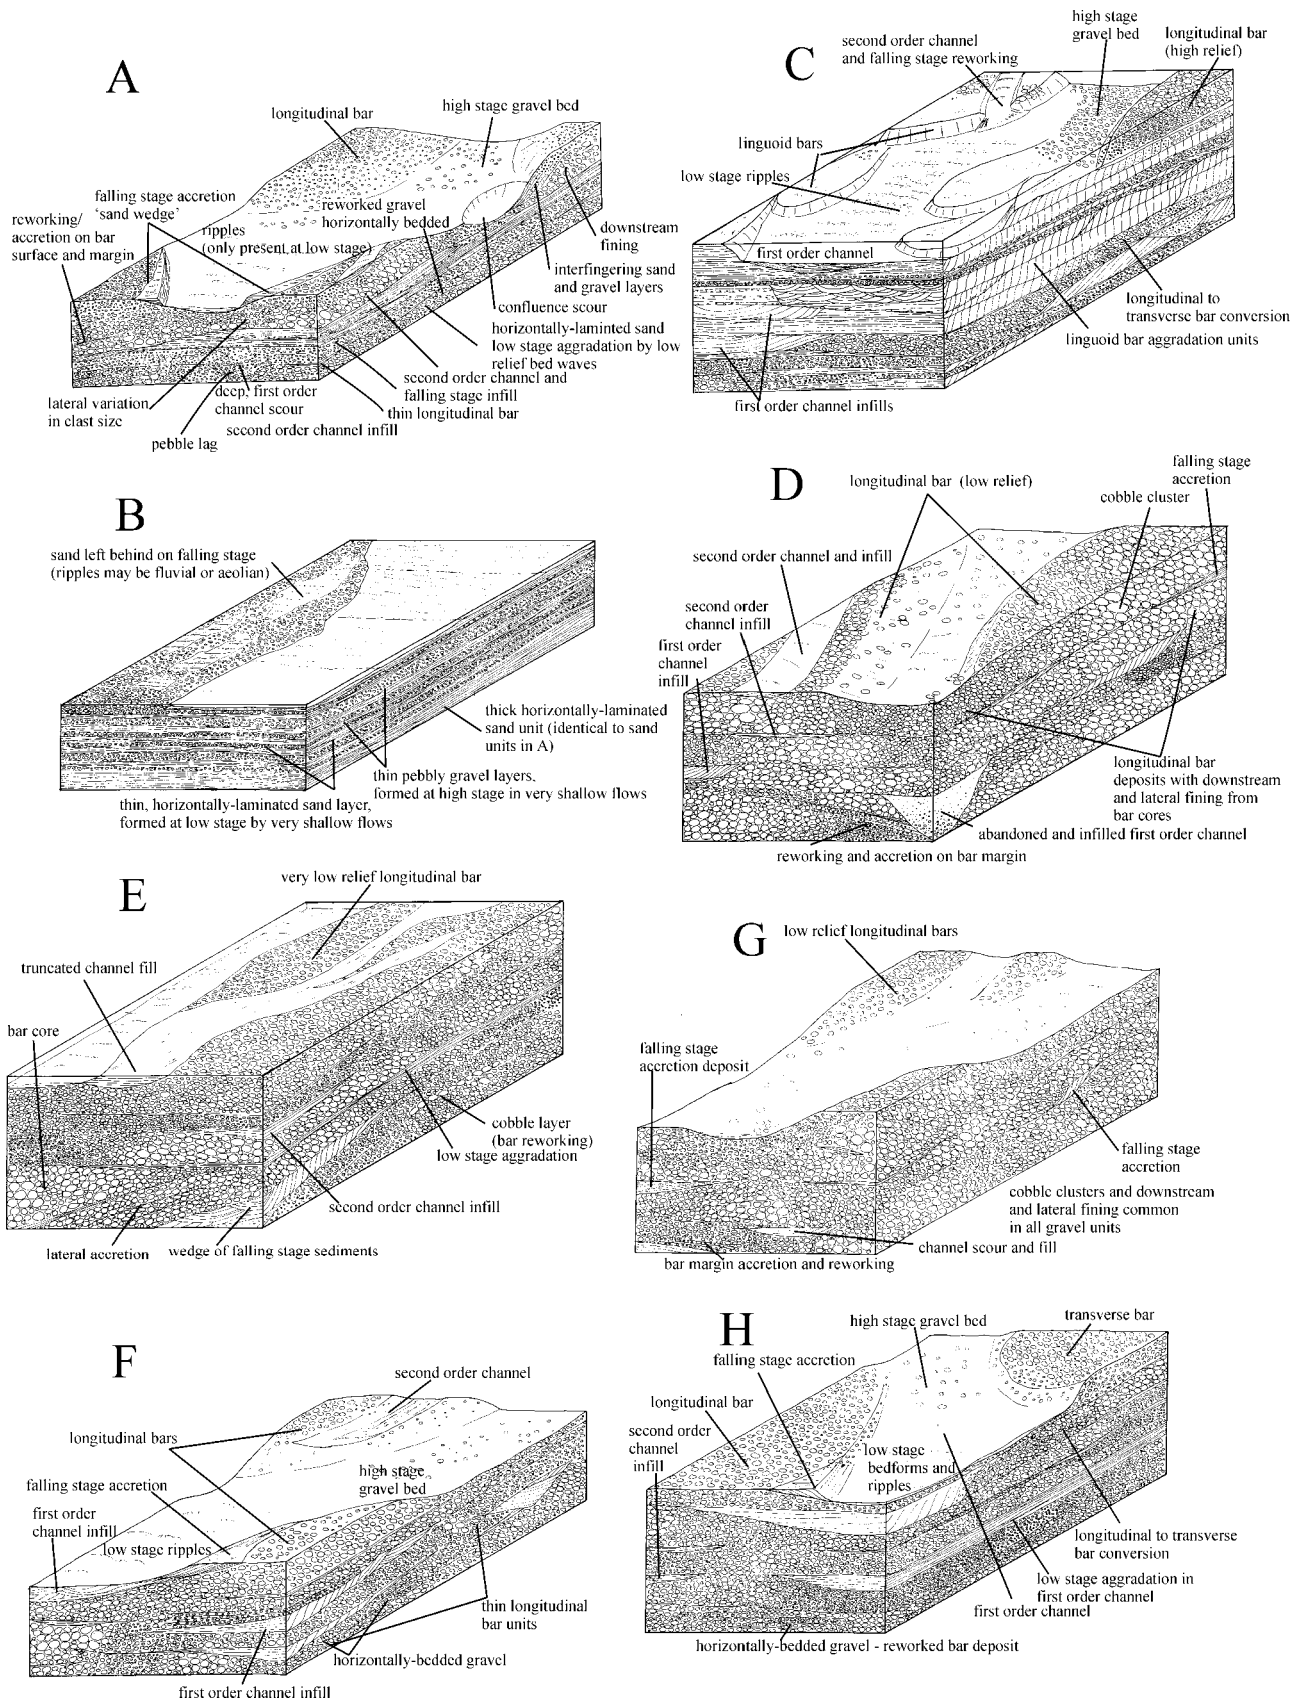 A
longitudinal bar
high stage gravel bed
falling stage accretion
'sand wedge'
reworking/
accretion on bar
surface and margin
ripples
(only present at low stage)
reworked gravel
horizontally bedded
downstream
fining
interfingering sand
and gravel layers
confluence scour
horizontally-laminted sand
low stage aggradation by low
relief bed waves
second order channel and
falling stage infill
thin longitudinal bar
deep, first order
channel scour
second order channel infill
lateral variation
in clast size
pebble lag
C
second order channel
and falling stage reworking
high stage
gravel bed
longitudinal bar
(high relief)
linguoid bars
low stage ripples
first order channel
longitudinal to
transverse bar conversion
linguoid bar aggradation units
first order channel infills
B
sand left behind on falling stage
(ripples may be fluvial or aeolian)
thick horizontally-laminated
sand unit (identical to sand
units in A)
thin pebbly gravel layers,
formed at high stage in very shallow flows
thin, horizontally-laminated sand layer,
formed at low stage by very shallow flows
D
longitudinal bar (low relief)
falling stage
accretion
cobble cluster
second order channel and infill
second order
channel infill
first order
channel
infill
longitudinal bar
deposits with downstream
and lateral fining from
bar cores
abandoned and infilled first order channel
reworking and accretion on bar margin
E
very low relief longitudinal bar
truncated channel fill
bar core
cobble layer
(bar reworking)
low stage aggradation
second order channel infill
lateral accretion
wedge of falling stage sediments
G
low relief longitudinal bars
falling stage
accretion deposit
falling stage
accretion
cobble clusters and downstream
and lateral fining common
in all gravel units
channel scour and fill
bar margin accretion and reworking
F
second order channel
longitudinal bars
high stage
gravel bed
falling stage accretion
first order
channel infill
low stage ripples
thin longitudinal
bar units
horizontally-bedded gravel
first order channel infill
H
high stage gravel bed
transverse bar
falling stage accretion
longitudinal bar
second order
channel
infill
low stage
bedforms and
ripples
longitudinal to transverse
bar conversion
low stage aggradation in
first order channel
first order channel
horizontally-bedded gravel - reworked bar deposit